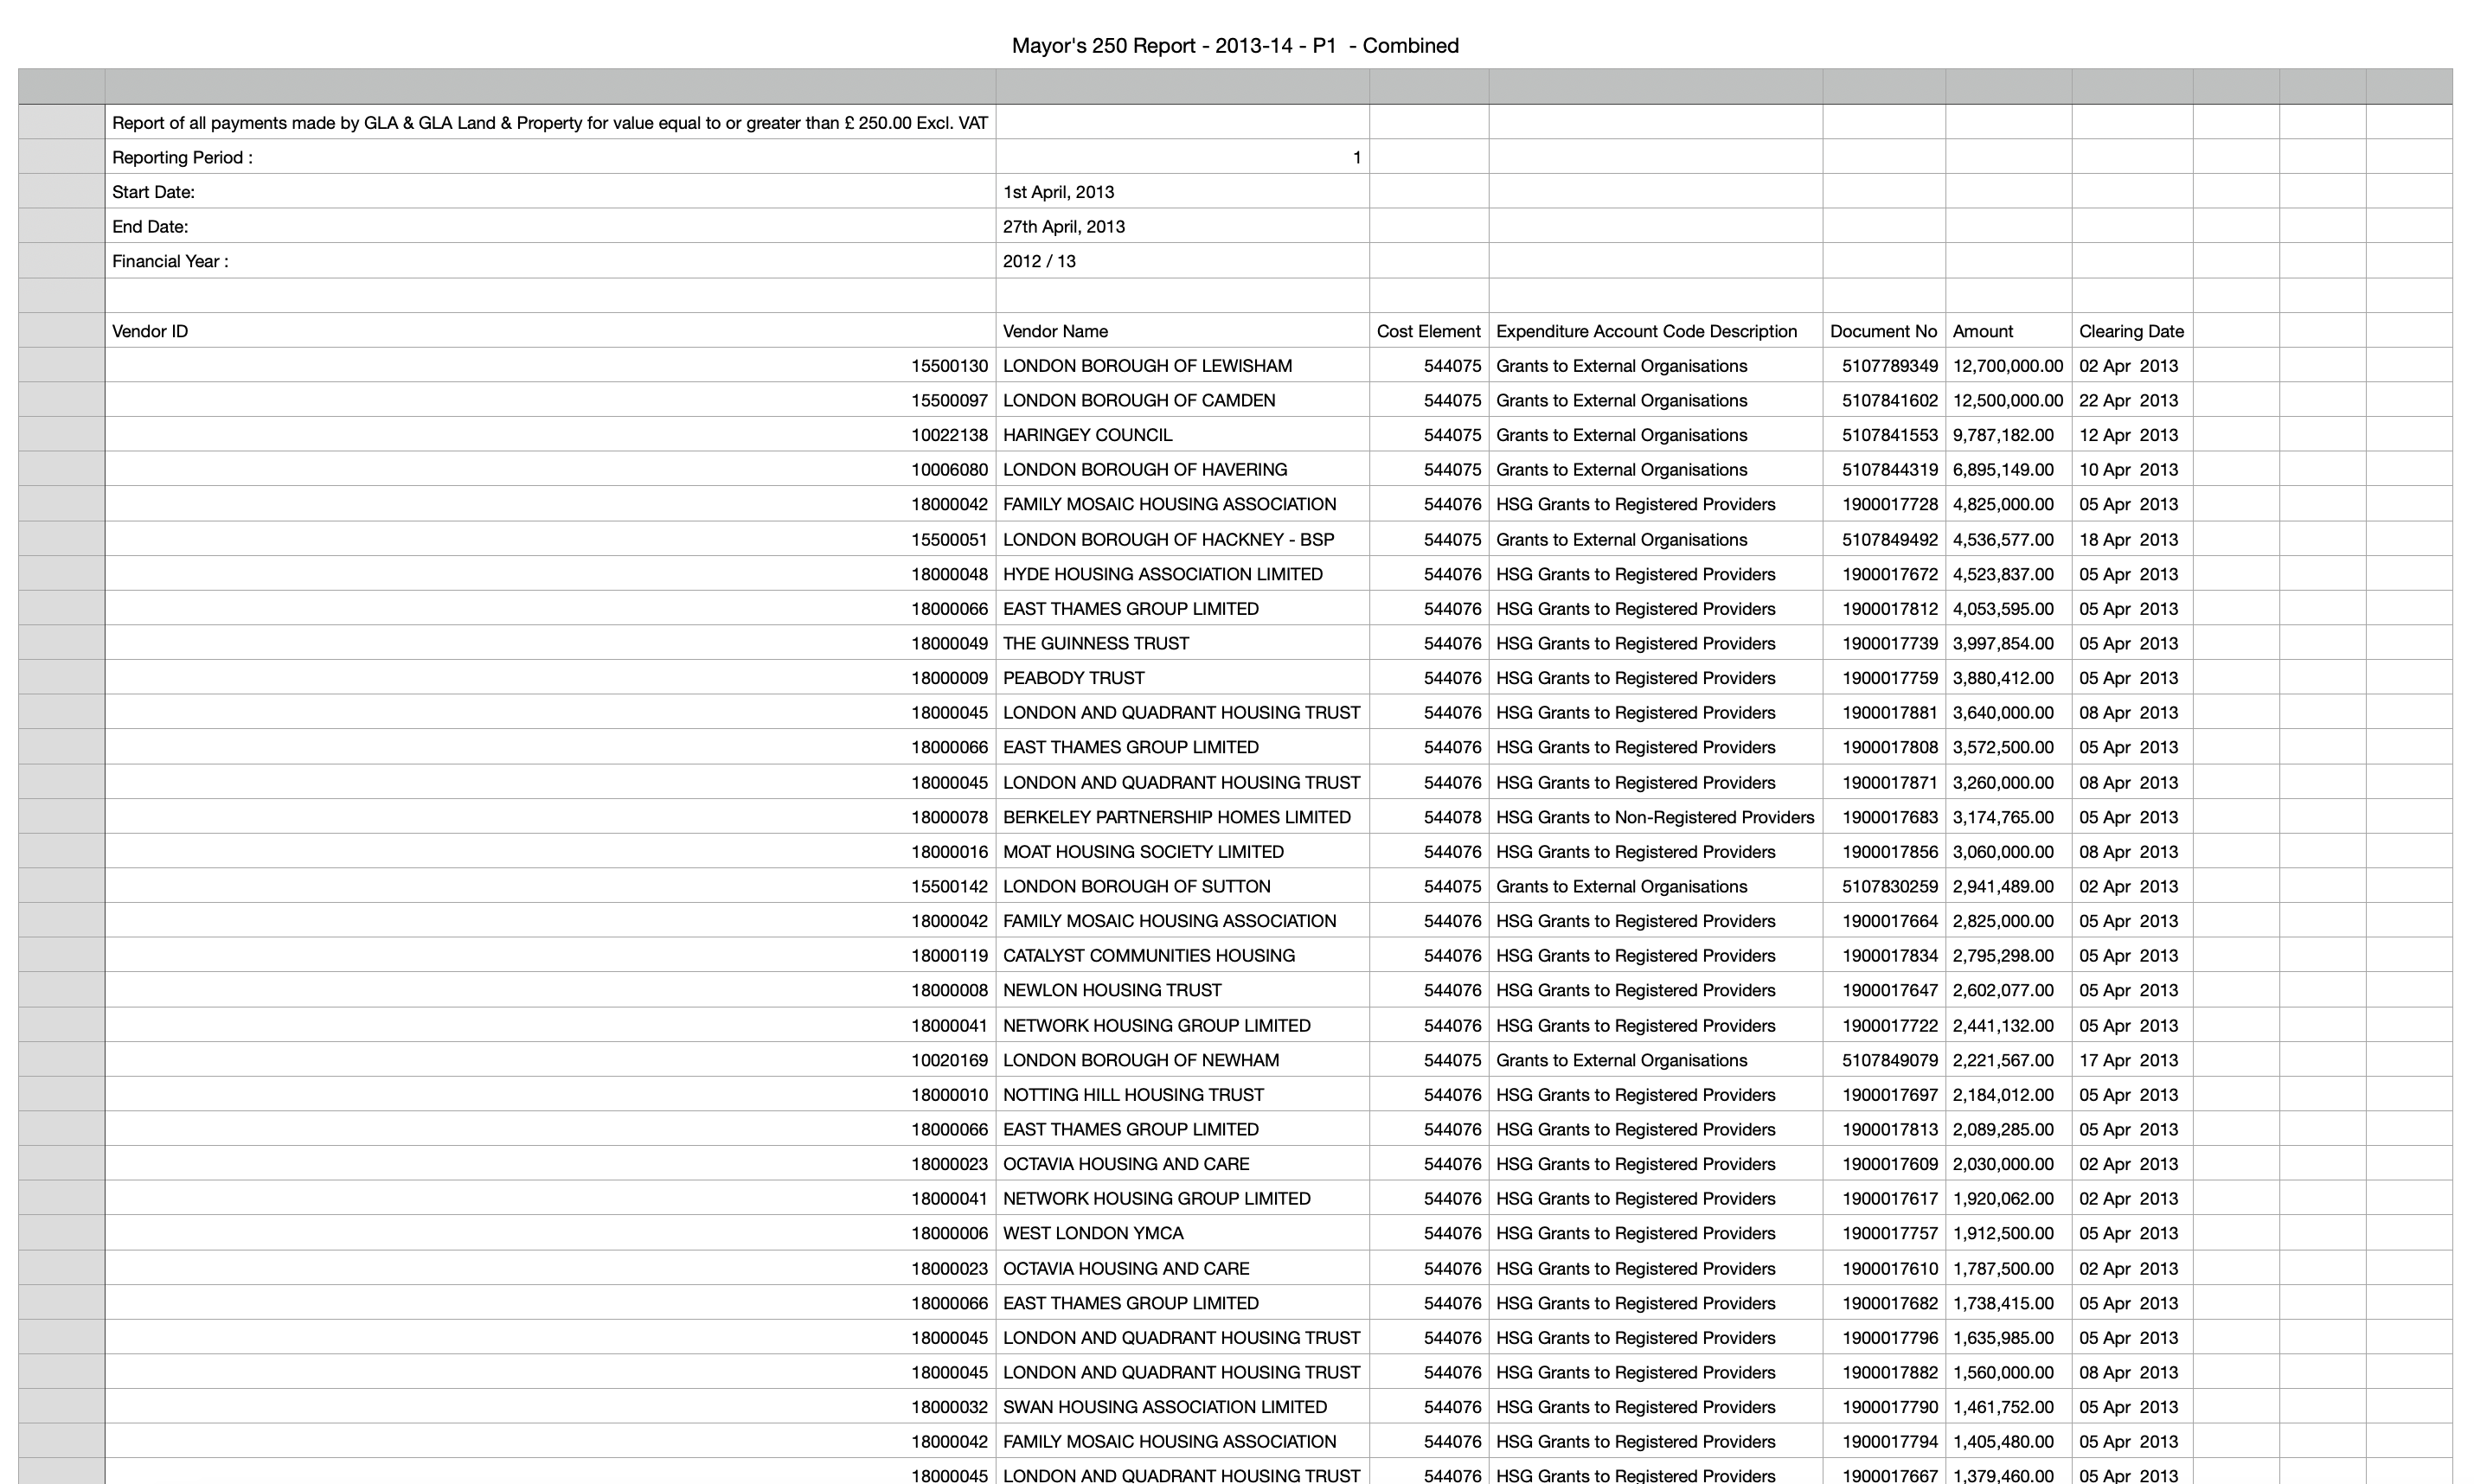 Mayor's 250 Report - 2013-14 - P1 - Combined
Report of all payments made by GLA & GLA Land & Property for value equal to or greater than £ 250.00 Excl. VAT
Reporting Period : 1
Start Date: 1st April, 2013
End Date: 27th April, 2013
Financial Year : 2012 / 13
Vendor ID Vendor Name Cost Element Expenditure Account Code Description Document No Amount Clearing Date
15500130 LONDON BOROUGH OF LEWISHAM 544075 Grants to External Organisations 5107789349 12,700,000.00 02 Apr 2013
15500097 LONDON BOROUGH OF CAMDEN 544075 Grants to External Organisations 5107841602 12,500,000.00 22 Apr 2013
10022138 HARINGEY COUNCIL 544075 Grants to External Organisations 5107841553 9,787,182.00 12 Apr 2013
10006080 LONDON BOROUGH OF HAVERING 544075 Grants to External Organisations 5107844319 6,895,149.00 10 Apr 2013
18000042 FAMILY MOSAIC HOUSING ASSOCIATION 544076 HSG Grants to Registered Providers 1900017728 4,825,000.00 05 Apr 2013
15500051 LONDON BOROUGH OF HACKNEY - BSP 544075 Grants to External Organisations 5107849492 4,536,577.00 18 Apr 2013
18000048 HYDE HOUSING ASSOCIATION LIMITED 544076 HSG Grants to Registered Providers 1900017672 4,523,837.00 05 Apr 2013
18000066 EAST THAMES GROUP LIMITED 544076 HSG Grants to Registered Providers 1900017812 4,053,595.00 05 Apr 2013
18000049 THE GUINNESS TRUST 544076 HSG Grants to Registered Providers 1900017739 3,997,854.00 05 Apr 2013
18000009 PEABODY TRUST 544076 HSG Grants to Registered Providers 1900017759 3,880,412.00 05 Apr 2013
18000045 LONDON AND QUADRANT HOUSING TRUST 544076 HSG Grants to Registered Providers 1900017881 3,640,000.00 08 Apr 2013
18000066 EAST THAMES GROUP LIMITED 544076 HSG Grants to Registered Providers 1900017808 3,572,500.00 05 Apr 2013
18000045 LONDON AND QUADRANT HOUSING TRUST 544076 HSG Grants to Registered Providers 1900017871 3,260,000.00 08 Apr 2013
18000078 BERKELEY PARTNERSHIP HOMES LIMITED 544078 HSG Grants to Non-Registered Providers 1900017683 3,174,765.00 05 Apr 2013
18000016 MOAT HOUSING SOCIETY LIMITED 544076 HSG Grants to Registered Providers 1900017856 3,060,000.00 08 Apr 2013
15500142 LONDON BOROUGH OF SUTTON 544075 Grants to External Organisations 5107830259 2,941,489.00 02 Apr 2013
18000042 FAMILY MOSAIC HOUSING ASSOCIATION 544076 HSG Grants to Registered Providers 1900017664 2,825,000.00 05 Apr 2013
18000119 CATALYST COMMUNITIES HOUSING 544076 HSG Grants to Registered Providers 1900017834 2,795,298.00 05 Apr 2013
18000008 NEWLON HOUSING TRUST 544076 HSG Grants to Registered Providers 1900017647 2,602,077.00 05 Apr 2013
18000041 NETWORK HOUSING GROUP LIMITED 544076 HSG Grants to Registered Providers 1900017722 2,441,132.00 05 Apr 2013
10020169 LONDON BOROUGH OF NEWHAM 544075 Grants to External Organisations 5107849079 2,221,567.00 17 Apr 2013
18000010 NOTTING HILL HOUSING TRUST 544076 HSG Grants to Registered Providers 1900017697 2,184,012.00 05 Apr 2013
18000066 EAST THAMES GROUP LIMITED 544076 HSG Grants to Registered Providers 1900017813 2,089,285.00 05 Apr 2013
18000023 OCTAVIA HOUSING AND CARE 544076 HSG Grants to Registered Providers 1900017609 2,030,000.00 02 Apr 2013
18000041 NETWORK HOUSING GROUP LIMITED 544076 HSG Grants to Registered Providers 1900017617 1,920,062.00 02 Apr 2013
18000006 WEST LONDON YMCA 544076 HSG Grants to Registered Providers 1900017757 1,912,500.00 05 Apr 2013
18000023 OCTAVIA HOUSING AND CARE 544076 HSG Grants to Registered Providers 1900017610 1,787,500.00 02 Apr 2013
18000066 EAST THAMES GROUP LIMITED 544076 HSG Grants to Registered Providers 1900017682 1,738,415.00 05 Apr 2013
18000045 LONDON AND QUADRANT HOUSING TRUST 544076 HSG Grants to Registered Providers 1900017796 1,635,985.00 05 Apr 2013
18000045 LONDON AND QUADRANT HOUSING TRUST 544076 HSG Grants to Registered Providers 1900017882 1,560,000.00 08 Apr 2013
18000032 SWAN HOUSING ASSOCIATION LIMITED 544076 HSG Grants to Registered Providers 1900017790 1,461,752.00 05 Apr 2013
18000042 FAMILY MOSAIC HOUSING ASSOCIATION 544076 HSG Grants to Registered Providers 1900017794 1,405,480.00 05 Apr 2013
18000045 LONDON AND QUADRANT HOUSING TRUST 544076 HSG Grants to Registered Providers 1900017667 1,379,460.00 05 Apr 2013